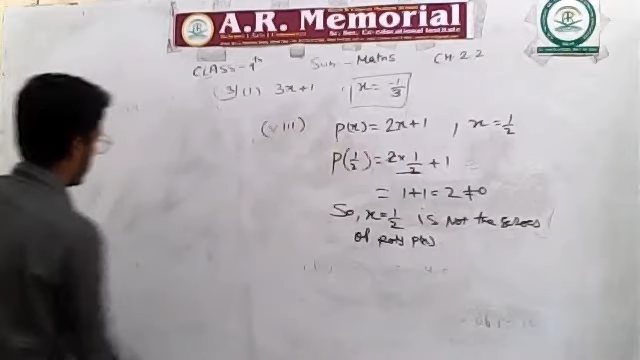 A.R. Memorial
CLASS-9th Sub-Maths CH.2.2
(3)(i) 3x+1 , x = -1/3
(viii) p(x) = 2x+1 , x = 1/2
P(1/2) = 2×1/2 + 1
= 1+1 = 2 ≠ 0
So, x = 1/2 is not the zeroes
of poly p(x)